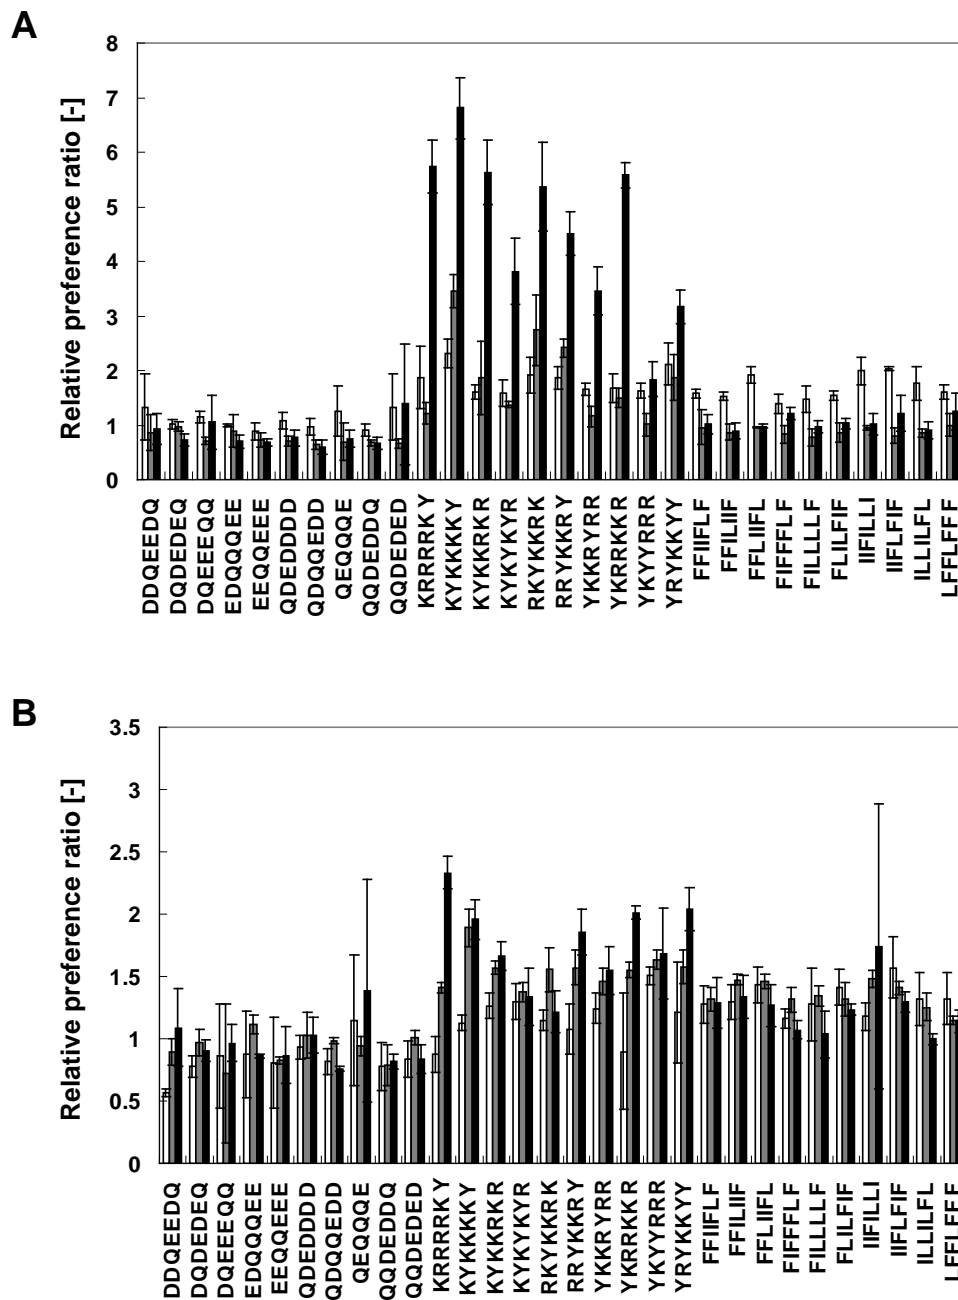 A
Relative preference ratio [-]
8
7
6
5
4
3
2
1
0
DDQEEDQ
DQDEDEQ
DQEEEQQ
EDQQQEE
EEQQEEE
QDEDDDD
QDQQEDD
QEQQQQE
QQDEDDQ
QQDEDED
KRRRRKY
KYKKKKY
KYKKRKR
KYKYKYR
RKYKKRK
RRYKKRY
YKKRYRR
YKRRKKR
YKYYRRR
YRYKKYY
FFIIFLF
FFILIIF
FFLIIFL
FIFFFLF
FILLLLF
FLILFIF
IIFILLI
IIFLFIF
ILLILFL
LFFLFFF
B
Relative preference ratio [-]
3.5
3
2.5
2
1.5
1
0.5
0
DDQEEDQ
DQDEDEQ
DQEEEQQ
EDQQQEE
EEQQEEE
QDEDDDD
QDQQEDD
QEQQQQE
QQDEDDQ
QQDEDED
KRRRRKY
KYKKKKY
KYKKRKR
KYKYKYR
RKYKKRK
RRYKKRY
YKKRYRR
YKRRKKR
YKYYRRR
YRYKKYY
FFIIFLF
FFILIIF
FFLIIFL
FIFFFLF
FILLLLF
FLILFIF
IIFILLI
IIFLFIF
ILLILFL
LFFLFFF